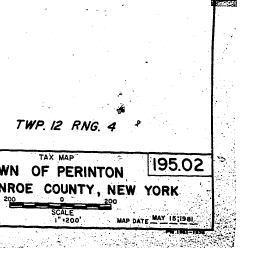 TWP. 12 RNG. 4
TAX MAP
WN OF PERINTON
195.02
NROE COUNTY, NEW YORK
200 0 200
SCALE
1"=200'
MAP DATE MAY 15, 1981